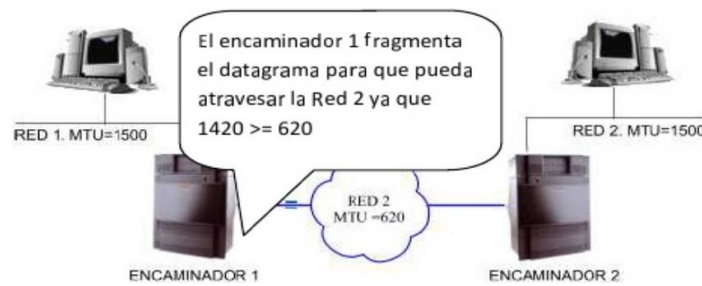 El encaminador 1 fragmenta
el datagrama para que pueda
atravesar la Red 2 ya que
1420 >= 620
RED 1. MTU=1500
RED 2. MTU=1500
RED 2
MTU =620
ENCAMINADOR 1
ENCAMINADOR 2